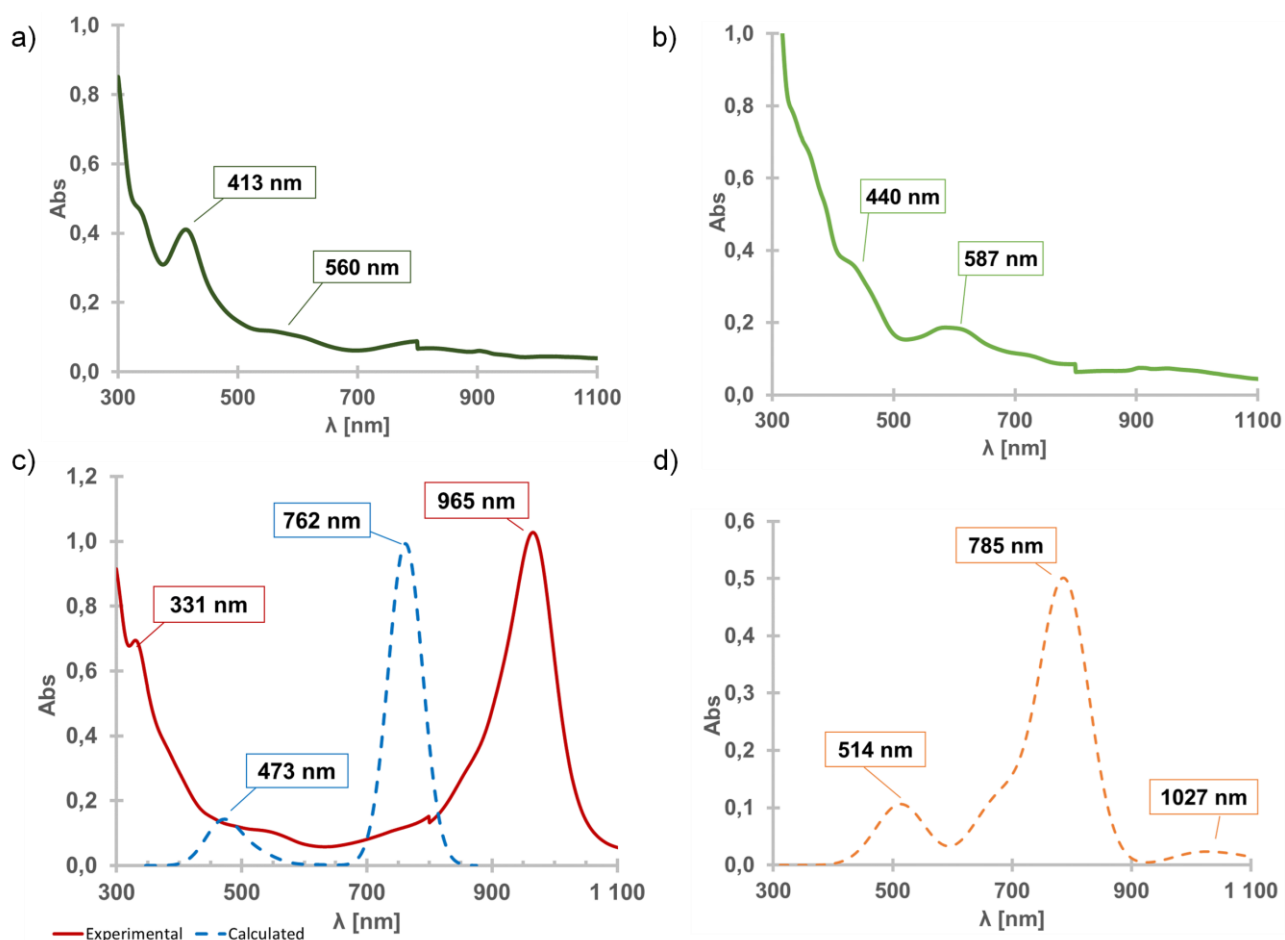 a)
1,0
0,8
0,6
0,4
0,2
0,0
Abs
413 nm
560 nm
300 500 700 900 1100
λ [nm]
b)
1,0
0,8
0,6
0,4
0,2
0,0
Abs
440 nm
587 nm
300 500 700 900 1100
λ [nm]
c)
1,2
1,0
0,8
0,6
0,4
0,2
0,0
Abs
331 nm
473 nm
762 nm
965 nm
300 500 700 900 1 100
λ [nm]
Experimental Calculated
d)
0,6
0,5
0,4
0,3
0,2
0,1
0,0
Abs
514 nm
785 nm
1027 nm
300 500 700 900 1 100
λ [nm]